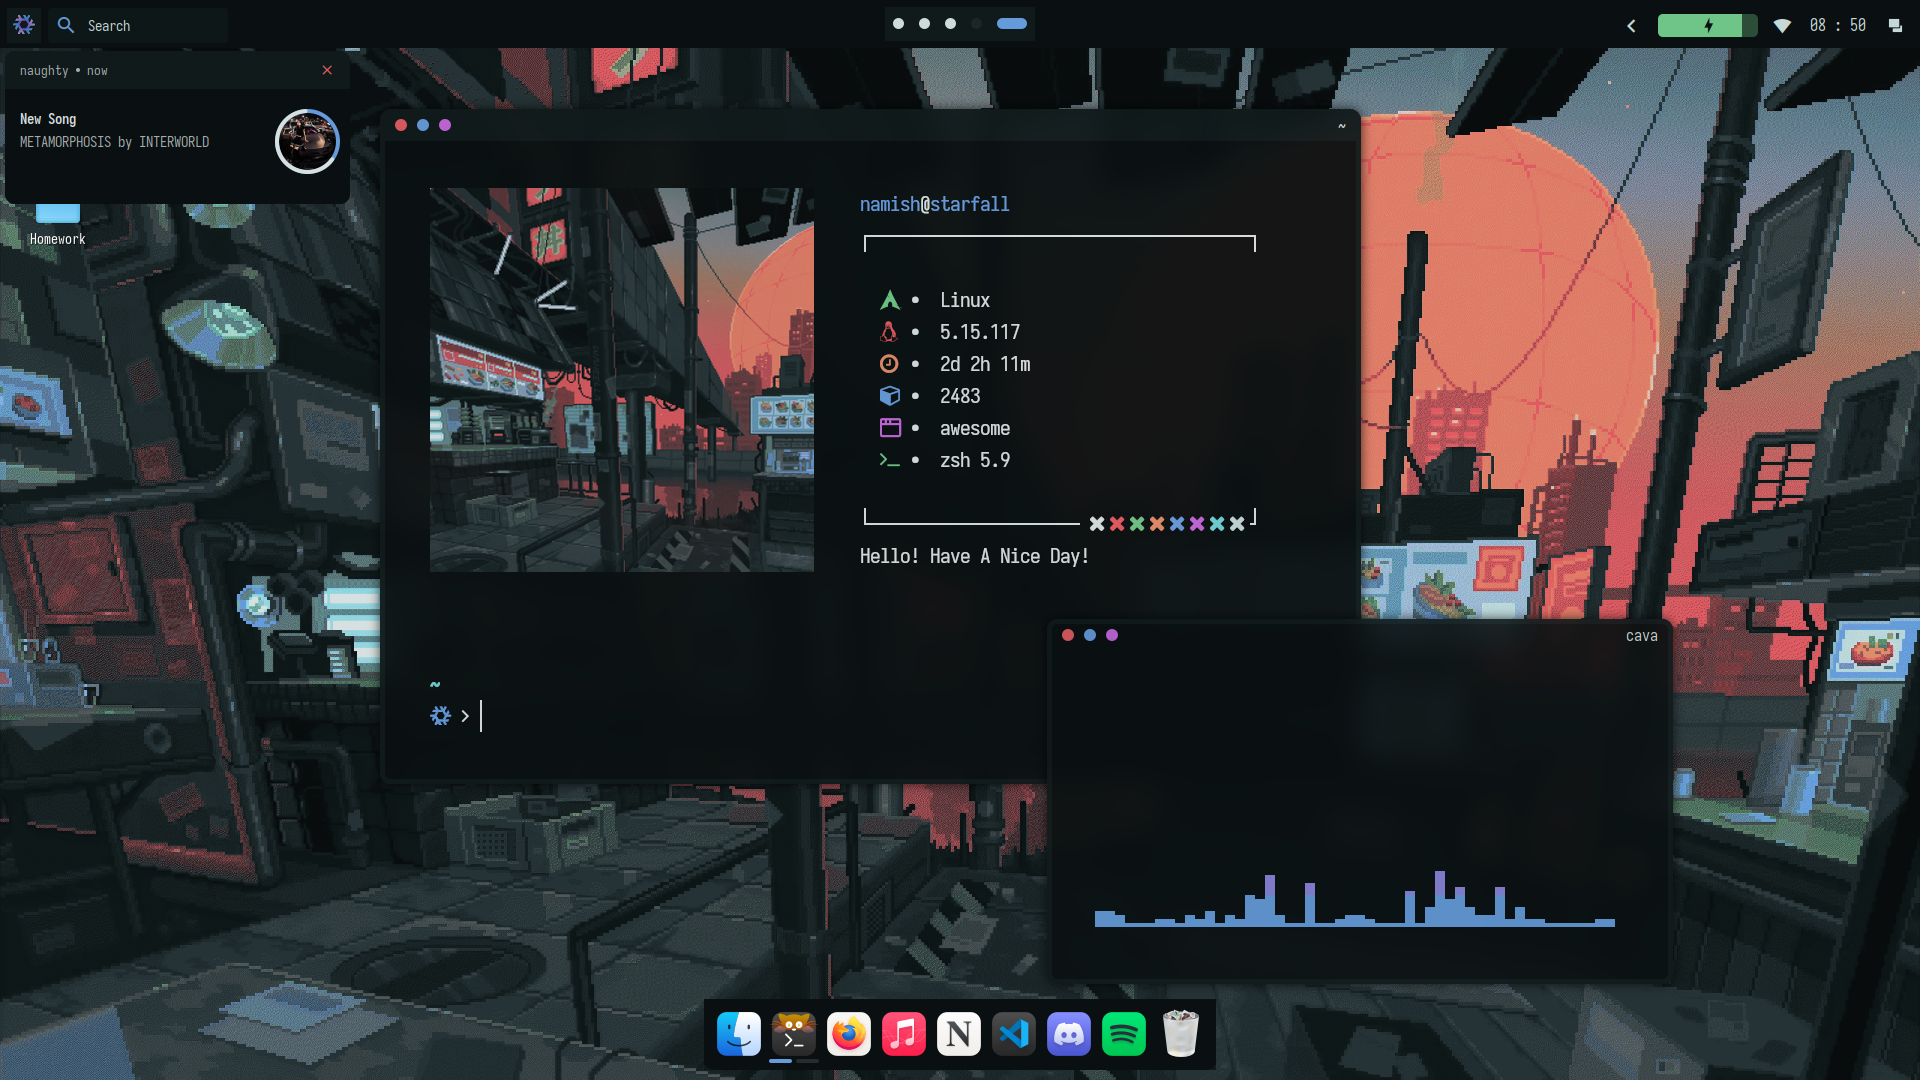 Search
08 : 50
naughty • now
New Song
METAMORPHOSIS by INTERWORLD
Homework
~
namish@starfall
• Linux
• 5.15.117
• 2d 2h 11m
• 2483
• awesome
• zsh 5.9
Hello! Have A Nice Day!
~
>
cava